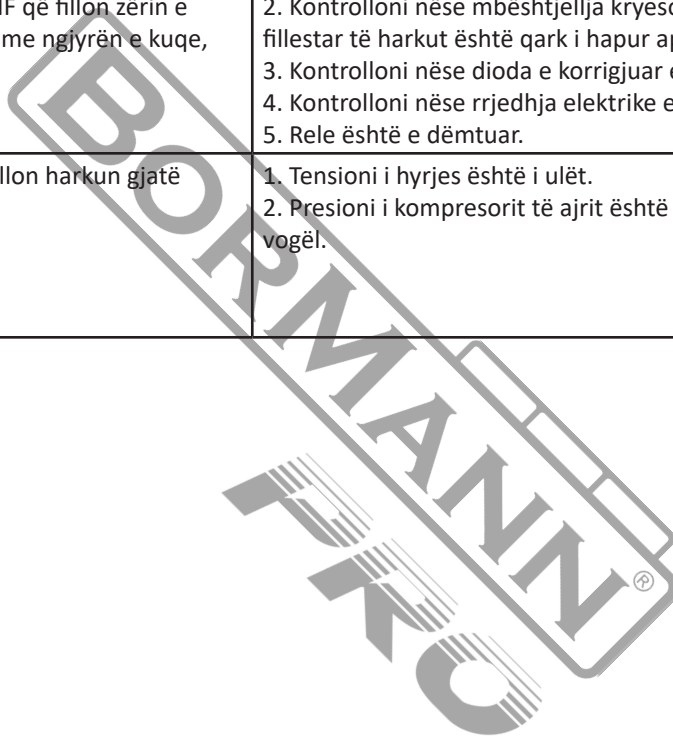 HF që fillon zërin e
me ngjyrën e kuqe,
2. Kontrolloni nëse mbështjellja kryeso
fillestar të harkut është qark i hapur ap
3. Kontrolloni nëse dioda e korrigjuar e
4. Kontrolloni nëse rrjedhja elektrike e
5. Rele është e dëmtuar.
llon harkun gjatë
1. Tensioni i hyrjes është i ulët.
2. Presioni i kompresorit të ajrit është
vogël.
BORMANN®
PRO